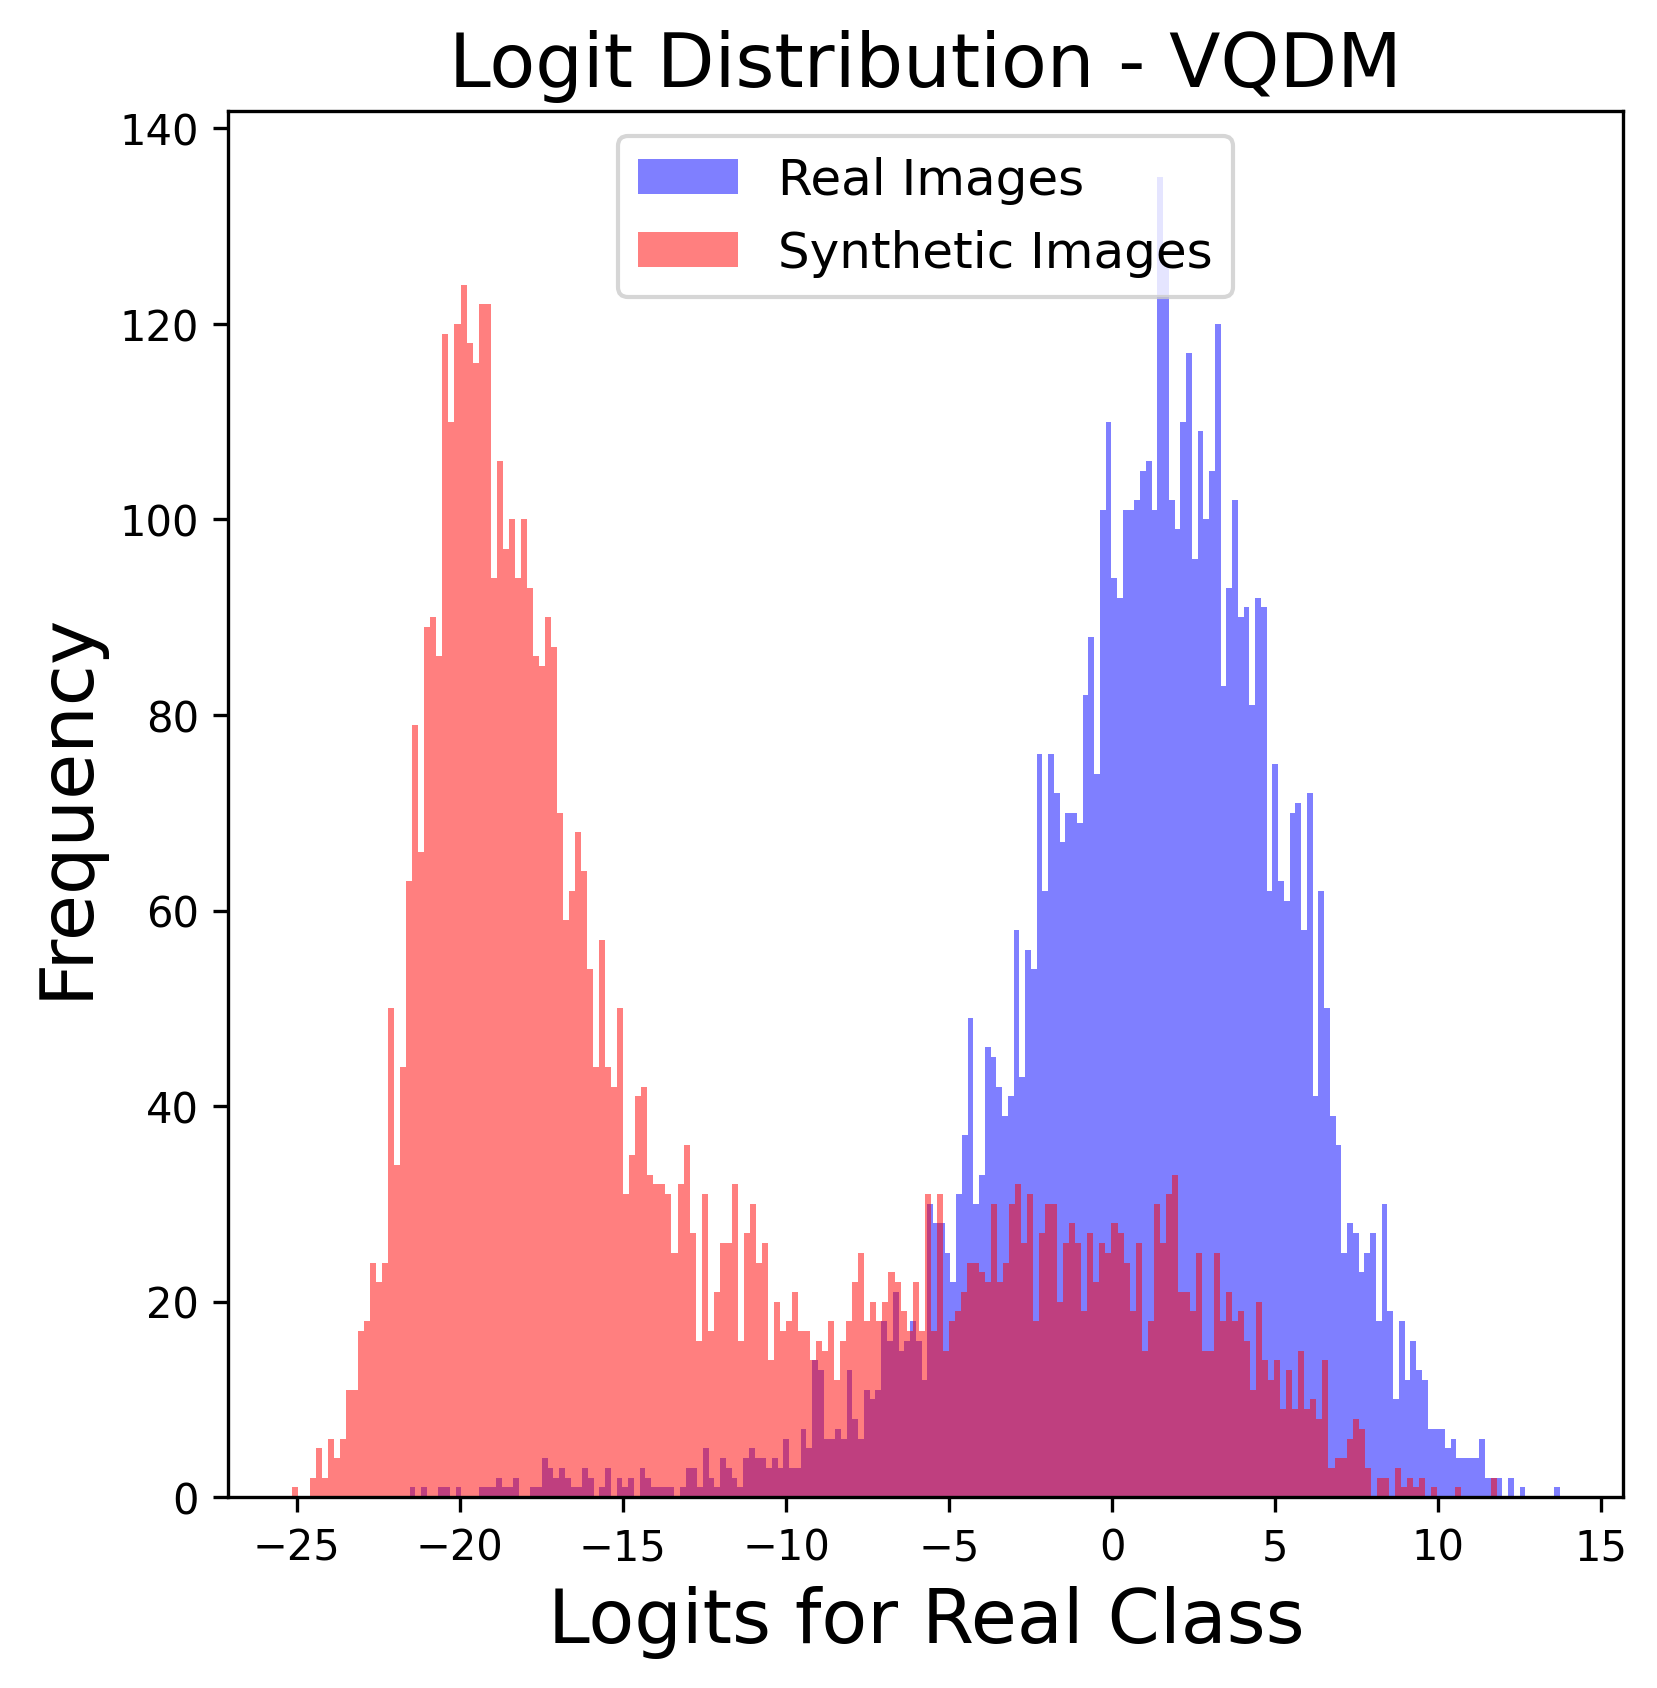 Logit Distribution - VQDM
Real Images
Synthetic Images
Frequency
140
120
100
80
60
40
20
0
−25 −20 −15 −10 −5 0 5 10 15
Logits for Real Class